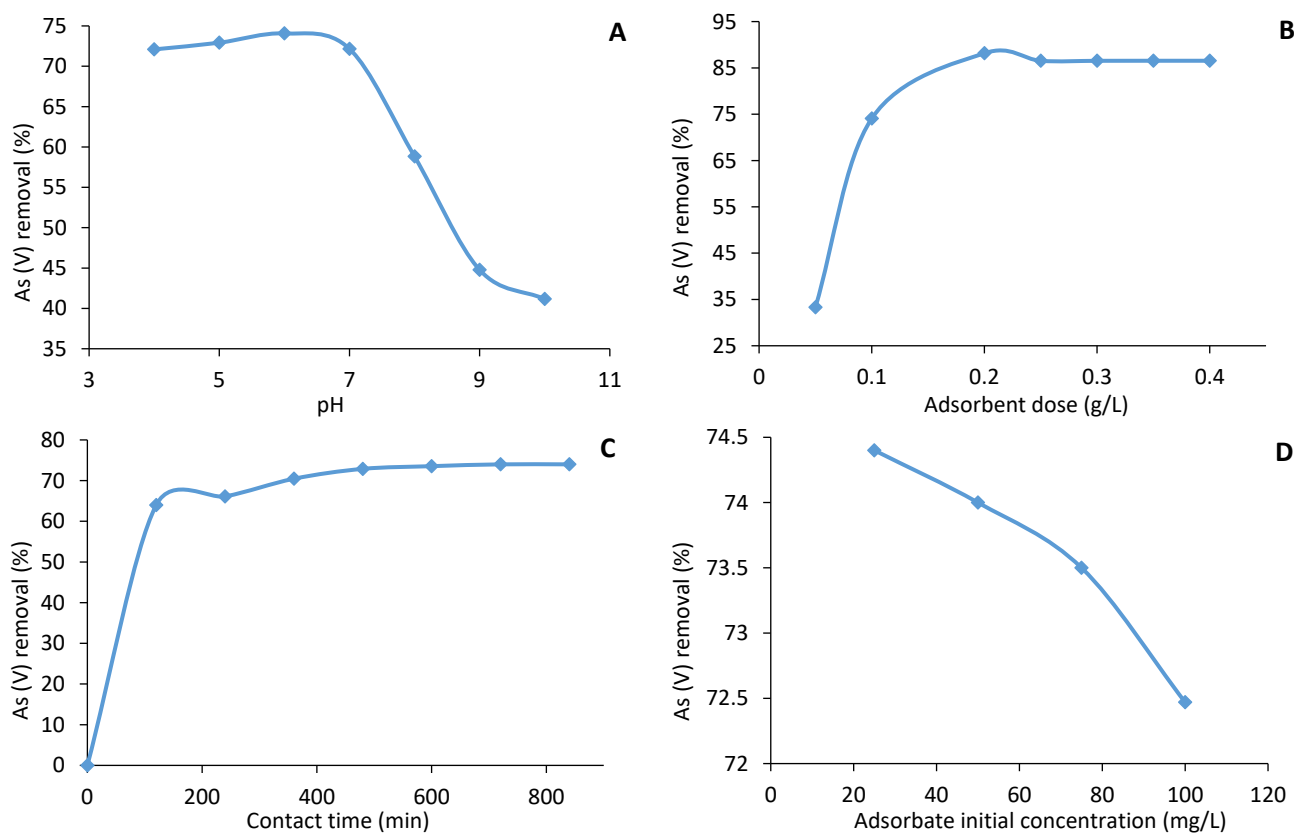 A
As (V) removal (%)
75
70
65
60
55
50
45
40
35
3 5 7 9 11
pH
B
As (V) removal (%)
95
85
75
65
55
45
35
25
0 0.1 0.2 0.3 0.4
Adsorbent dose (g/L)
C
As (V) removal (%)
80
70
60
50
40
30
20
10
0
0 200 400 600 800
Contact time (min)
D
As (V) removal (%)
74.5
74
73.5
73
72.5
72
0 20 40 60 80 100 120
Adsorbate initial concentration (mg/L)